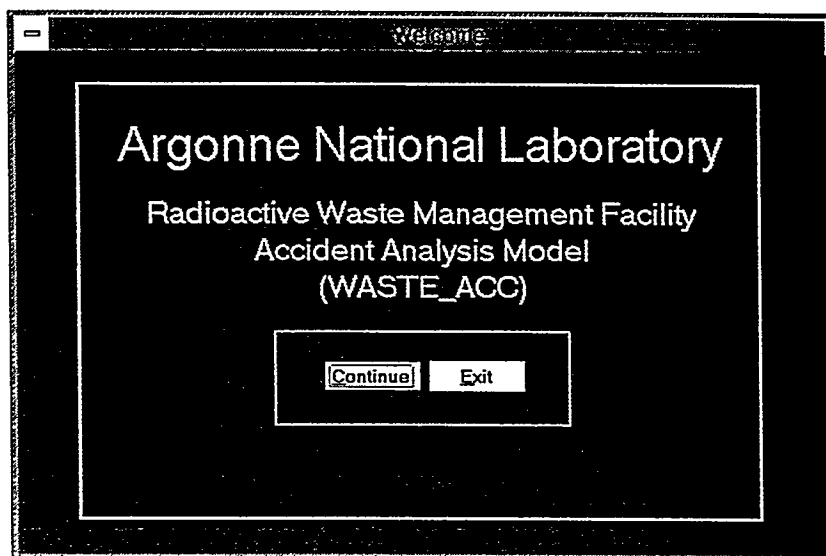 Welcome
Argonne National Laboratory
Radioactive Waste Management Facility
Accident Analysis Model
(WASTE_ACC)
Continue Exit